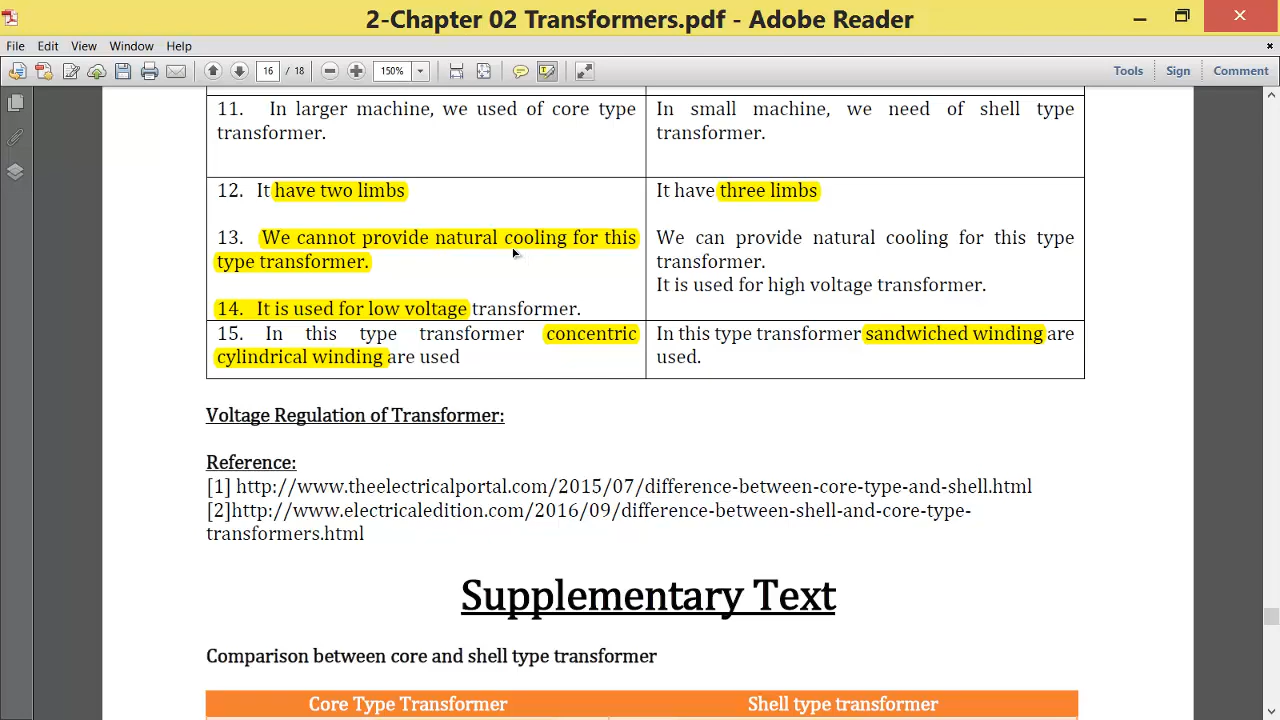 2-Chapter 02 Transformers.pdf - Adobe Reader
File Edit View Window Help
16 / 18 150% Tools Sign Comment
11. In larger machine, we used of core type
transformer.
In small machine, we need of shell type
transformer.
12. It have two limbs
It have three limbs
13. We cannot provide natural cooling for this
type transformer.
We can provide natural cooling for this type
transformer.
It is used for high voltage transformer.
14. It is used for low voltage transformer.
15. In this type transformer concentric
cylindrical winding are used
In this type transformer sandwiched winding are
used.
Voltage Regulation of Transformer:
Reference:
[1] http://www.theelectricalportal.com/2015/07/difference-between-core-type-and-shell.html
[2]http://www.electricaledition.com/2016/09/difference-between-shell-and-core-type-
transformers.html
Supplementary Text
Comparison between core and shell type transformer
Core Type Transformer Shell type transformer